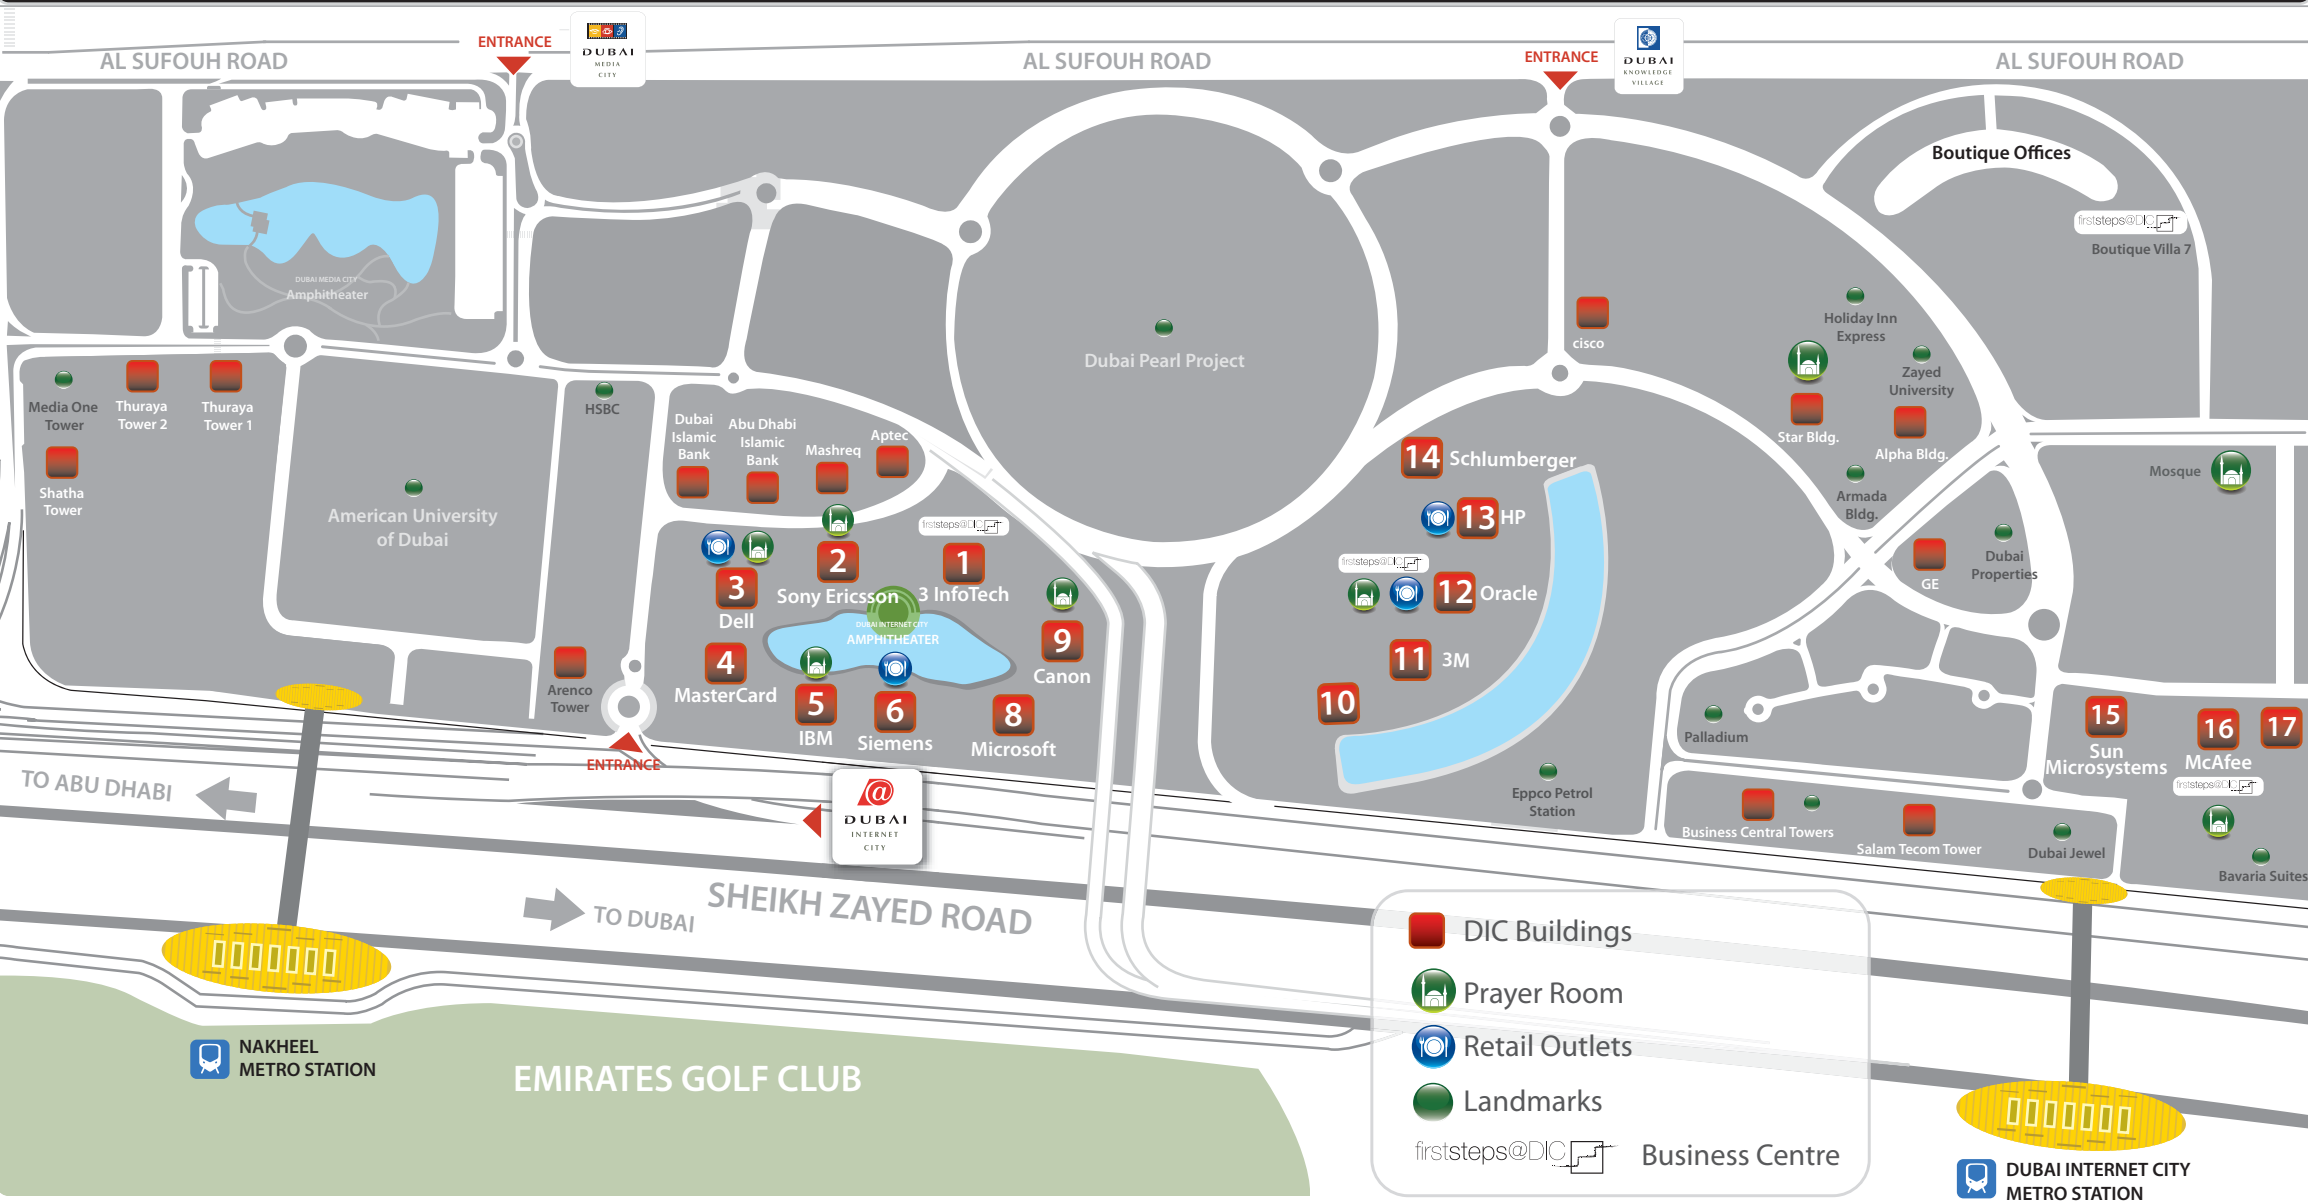 AL SUFOUH ROAD
ENTRANCE
DUBAI
MEDIA
CITY
AL SUFOUH ROAD
ENTRANCE
DUBAI
KNOWLEDGE
VILLAGE
AL SUFOUH ROAD
Boutique Offices
firststeps@DIC
Boutique Villa 7
DUBAI MEDIA CITY
Amphitheater
Holiday Inn
Express
cisco
Dubai Pearl Project
Zayed
University
Media One
Tower
Thuraya
Tower 2
Thuraya
Tower 1
HSBC
Dubai
Islamic
Bank
Abu Dhabi
Islamic
Bank
Mashreq
Aptec
Star Bldg.
Alpha Bldg.
14 Schlumberger
Mosque
Shatha
Tower
Armada
Bldg.
American University
of Dubai
firststeps@DIC
13 HP
Dubai
Properties
GE
3
Dell
2
Sony Ericsson
1
3 InfoTech
firststeps@DIC
12 Oracle
DUBAI INTERNET CITY
AMPHITHEATER
9
Canon
11 3M
4
MasterCard
Arenco
Tower
5
IBM
6
Siemens
8
Microsoft
10
Palladium
15
Sun
Microsystems
16
McAfee
17
firststeps@DIC
ENTRANCE
TO ABU DHABI
@
DUBAI
INTERNET
CITY
Eppco Petrol
Station
Business Central Towers
Salam Tecom Tower
Dubai Jewel
Bavaria Suites
TO DUBAI
SHEIKH ZAYED ROAD
DIC Buildings
Prayer Room
Retail Outlets
Landmarks
firststeps@DIC Business Centre
NAKHEEL
METRO STATION
EMIRATES GOLF CLUB
DUBAI INTERNET CITY
METRO STATION